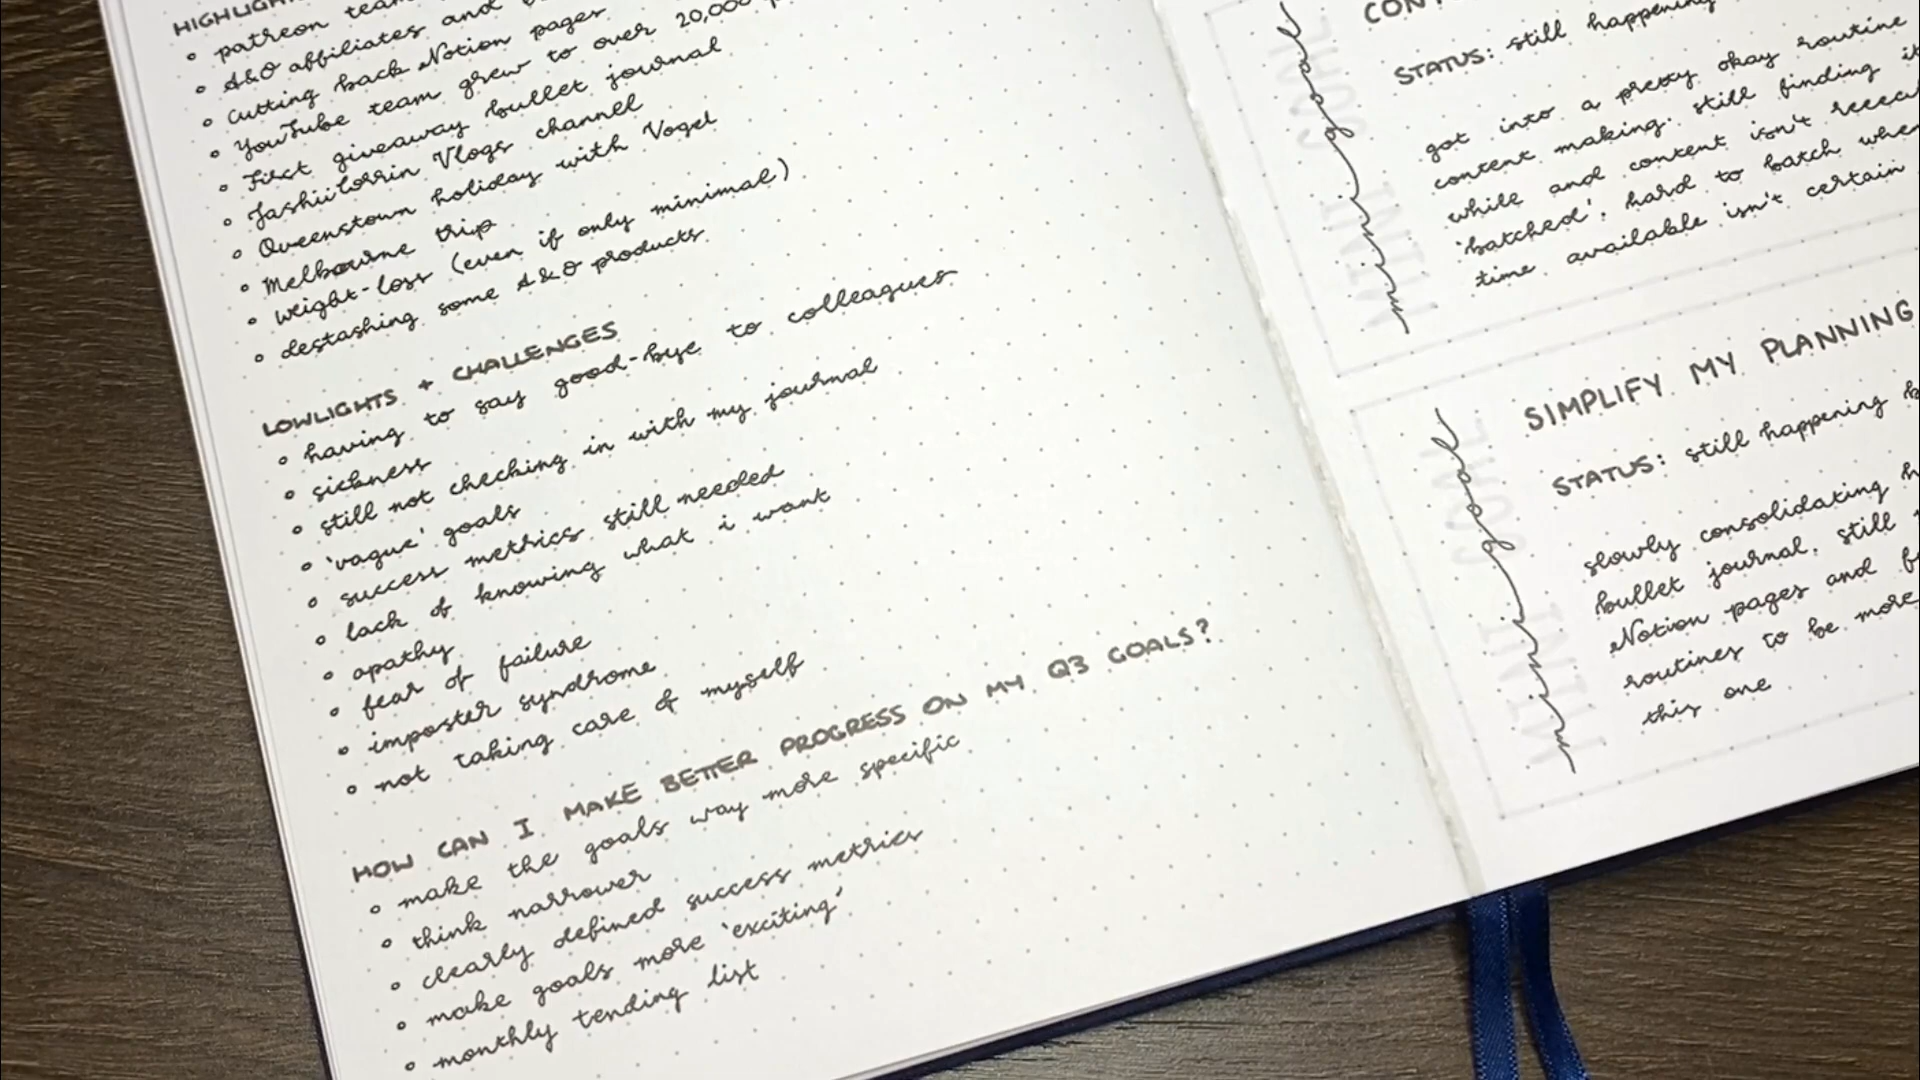 HIGHLIGH
• patreon team
• A&O affiliates and
• cutting back Notion pages
• YouTube team grew to over 20,000
• First giveaway bullet journal
• JashiiCorrin Vlogs channel
• Queenstown holiday with Vogel
• Melbourne trip
• weight-loss (even if only minimal)
• destashing some A&O products
LOWLIGHTS + CHALLENGES
• having to say good-bye to colleagues
• sickness
• still not checking in with my journal
• 'vague' goals
• success metrics still needed
• lack of knowing what i want
• apathy
• fear of failure
• imposter syndrome
• not taking care of myself
HOW CAN I MAKE BETTER PROGRESS ON MY Q3 GOALS?
• make the goals way more specific
• think narrower
• clearly defined success metrics
• make goals more 'exciting'
• monthly tending list
MINI GOAL
mini goal
STATUS: still happening
got into a pretty okay routine
content making. still finding it
while and content isn't
'batched', hard to batch when
time available isn't certain
MINI GOAL
mini goal
SIMPLIFY MY PLANNING
STATUS: still happening
slowly consolidating
bullet journal, still
Notion pages and
routines to be more
this one